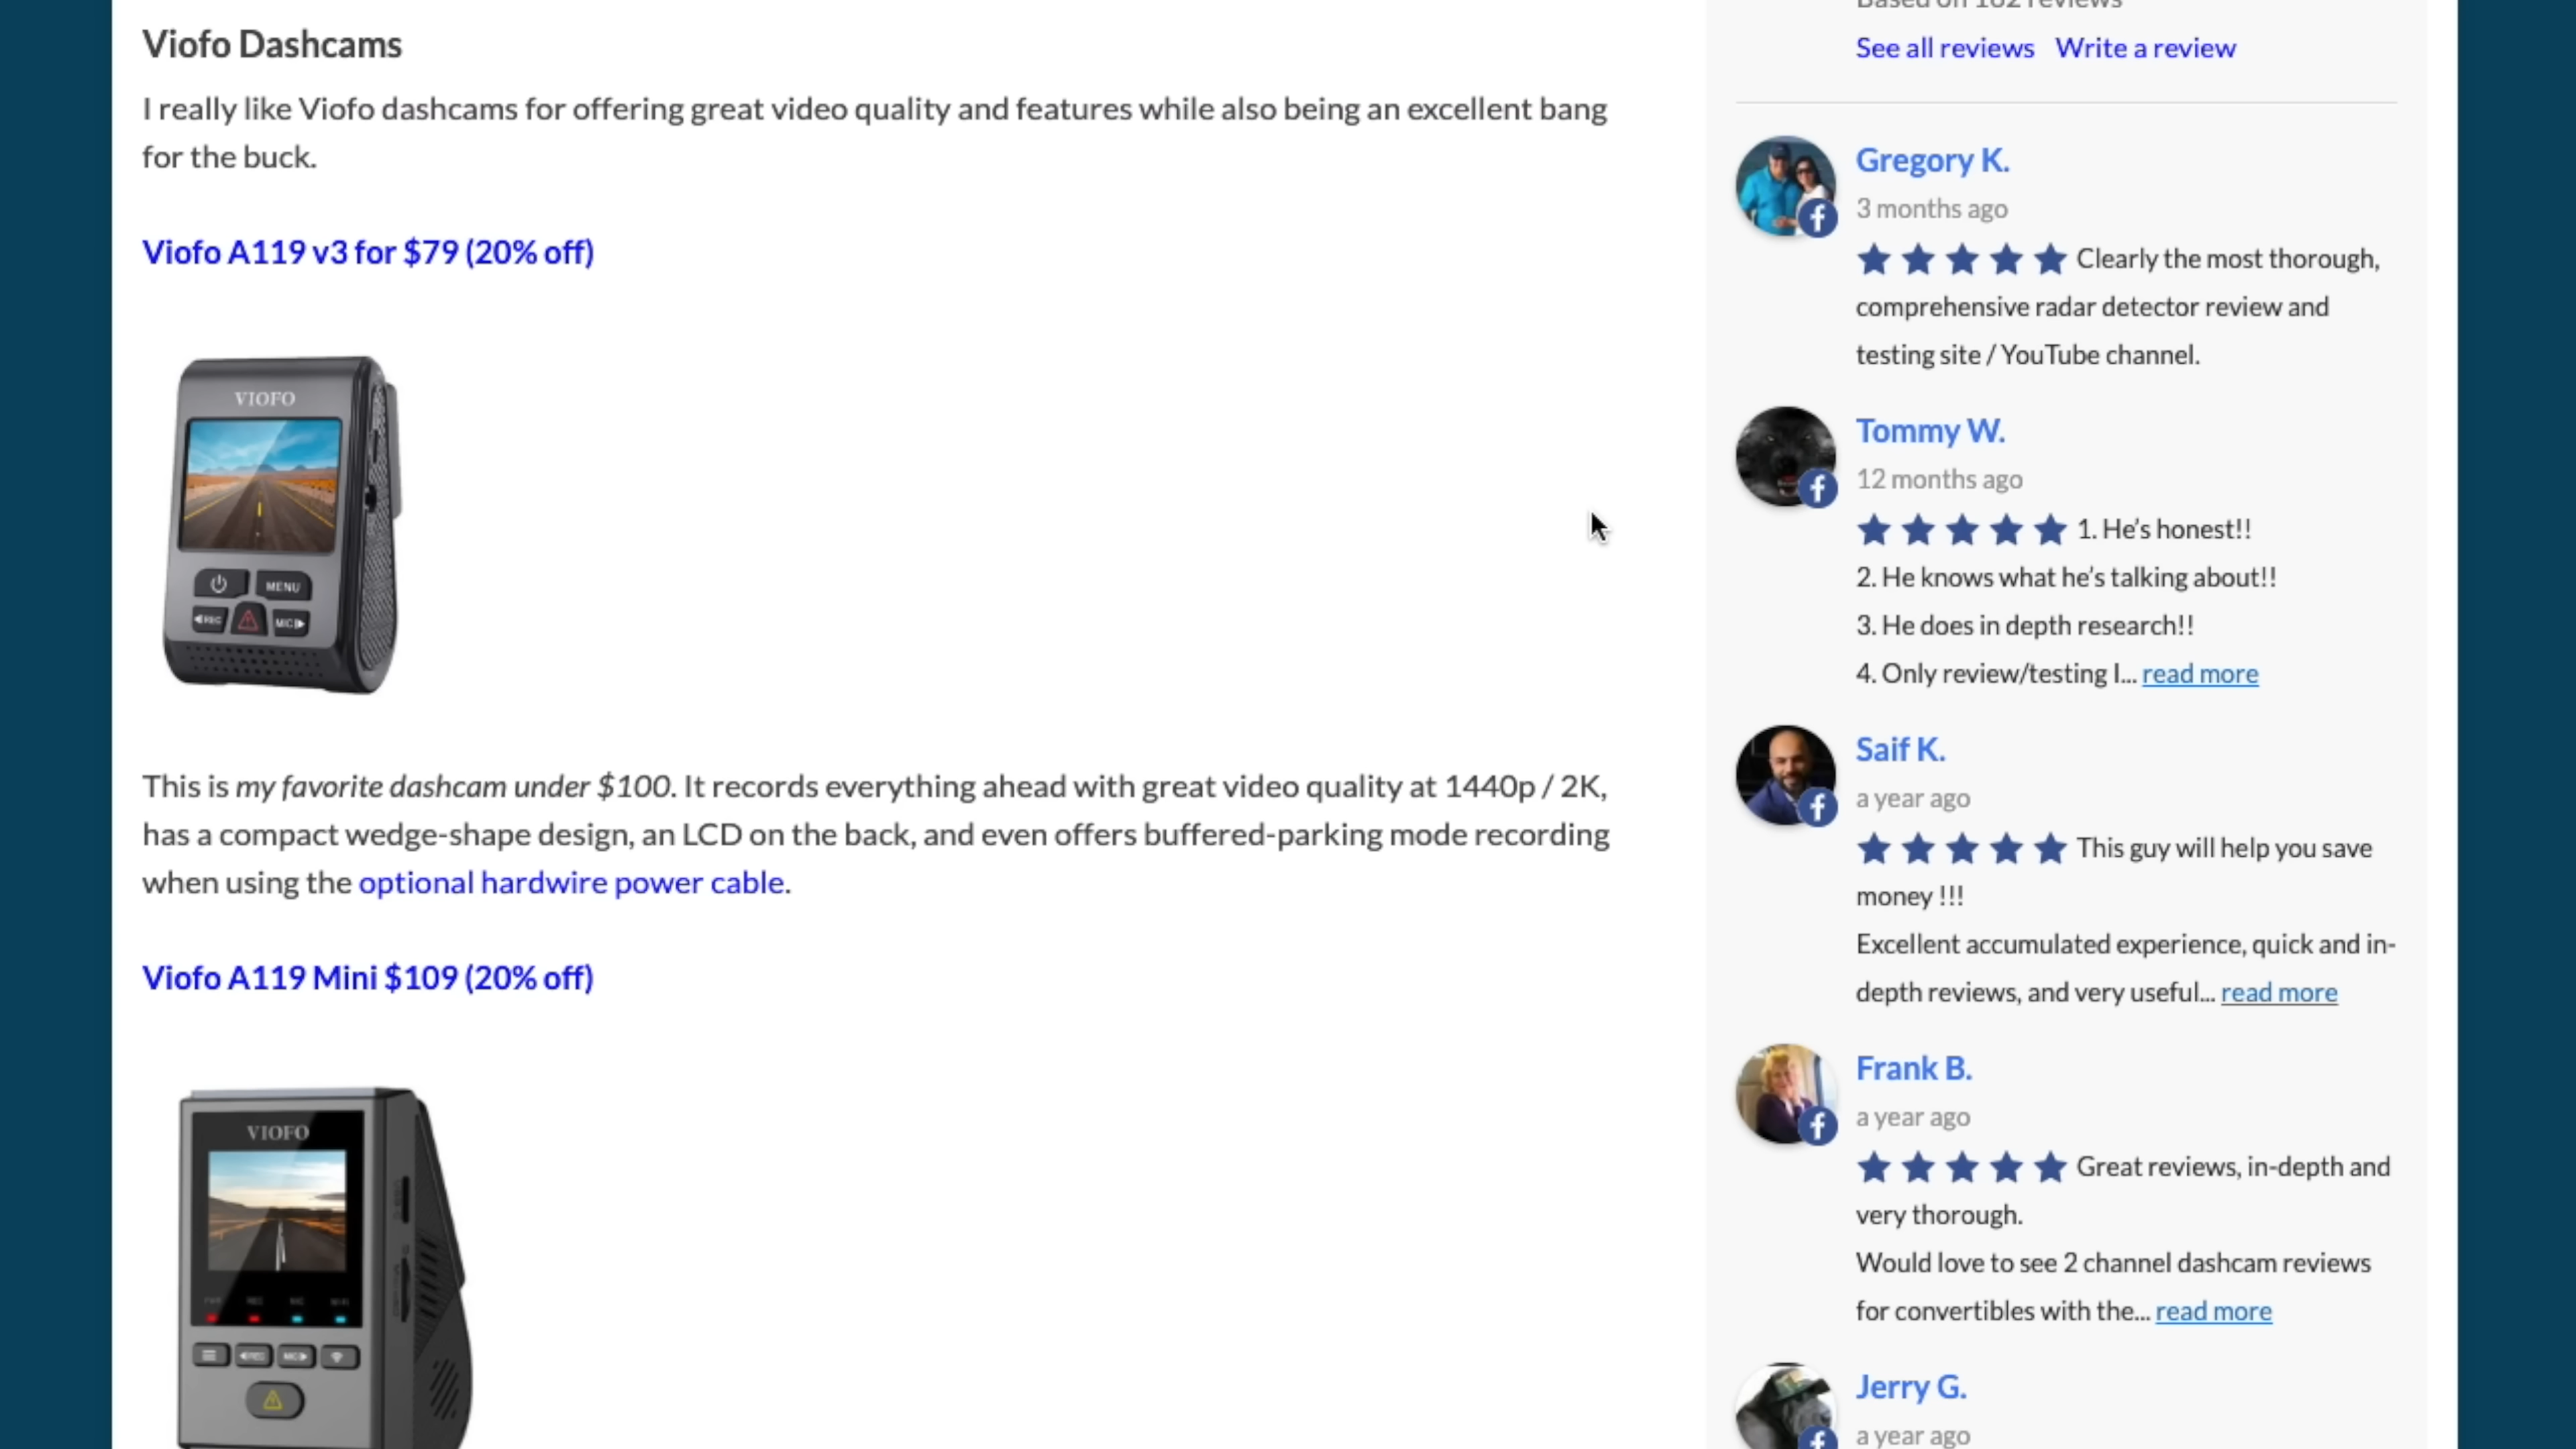 Viofo Dashcams
I really like Viofo dashcams for offering great video quality and features while also being an excellent bang
for the buck.
Viofo A119 v3 for $79 (20% off)
VIOFO
MENU
REC
MIC
This is my favorite dashcam under $100. It records everything ahead with great video quality at 1440p / 2K,
has a compact wedge-shape design, an LCD on the back, and even offers buffered-parking mode recording
when using the optional hardwire power cable.
Viofo A119 Mini $109 (20% off)
VIOFO
REC
MIC
Based on 182 reviews
See all reviews Write a review
Gregory K.
3 months ago
Clearly the most thorough,
comprehensive radar detector review and
testing site / YouTube channel.
Tommy W.
12 months ago
1. He’s honest!!
2. He knows what he’s talking about!!
3. He does in depth research!!
4. Only review/testing I... read more
Saif K.
a year ago
This guy will help you save
money !!!
Excellent accumulated experience, quick and in-
depth reviews, and very useful... read more
Frank B.
a year ago
Great reviews, in-depth and
very thorough.
Would love to see 2 channel dashcam reviews
for convertibles with the... read more
Jerry G.
a year ago